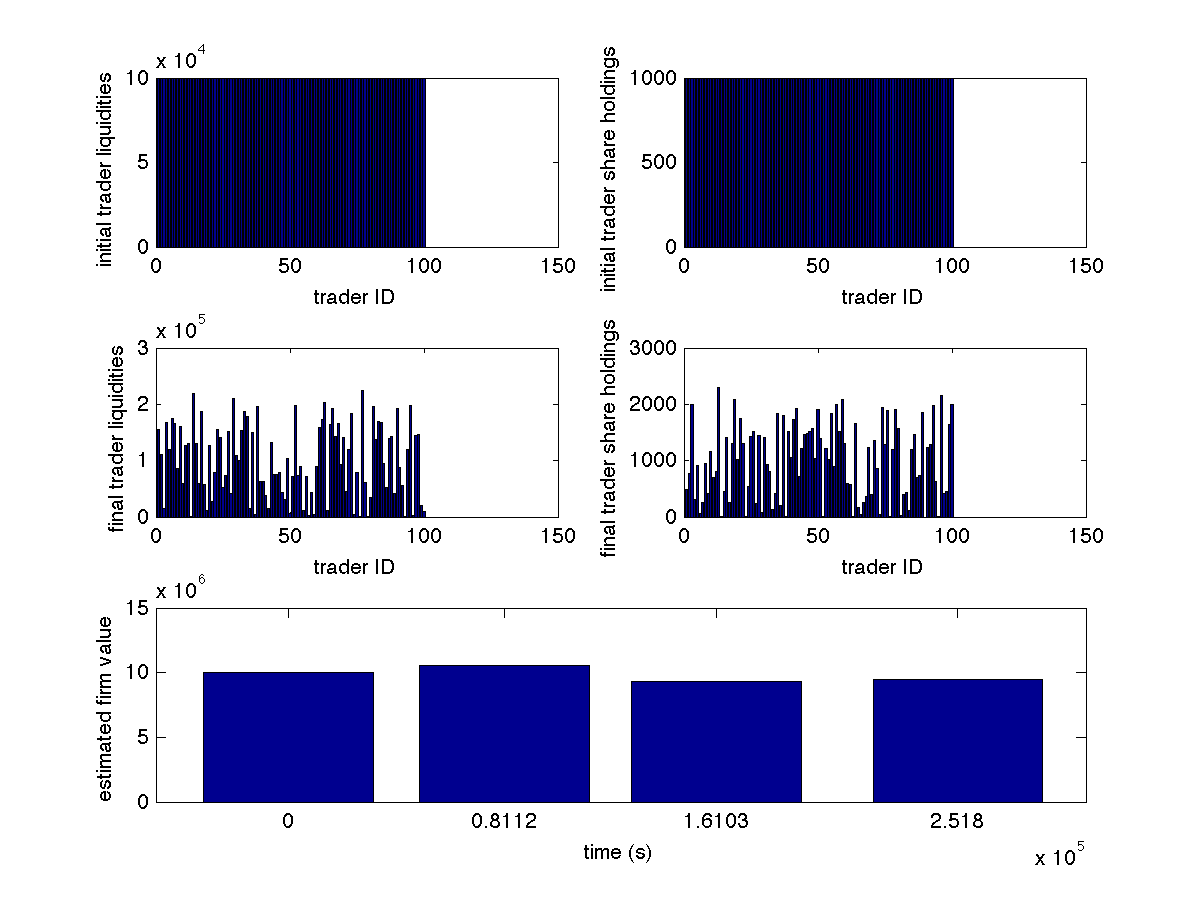 x 10^4
10
5
0
initial trader liquidities
0 50 100 150
trader ID
1000
500
0
initial trader share holdings
0 50 100 150
trader ID
x 10^5
3
2
1
0
final trader liquidities
0 50 100 150
trader ID
3000
2000
1000
0
final trader share holdings
0 50 100 150
trader ID
x 10^6
15
10
5
0
estimated firm value
0 0.8112 1.6103 2.518
time (s)
x 10^5